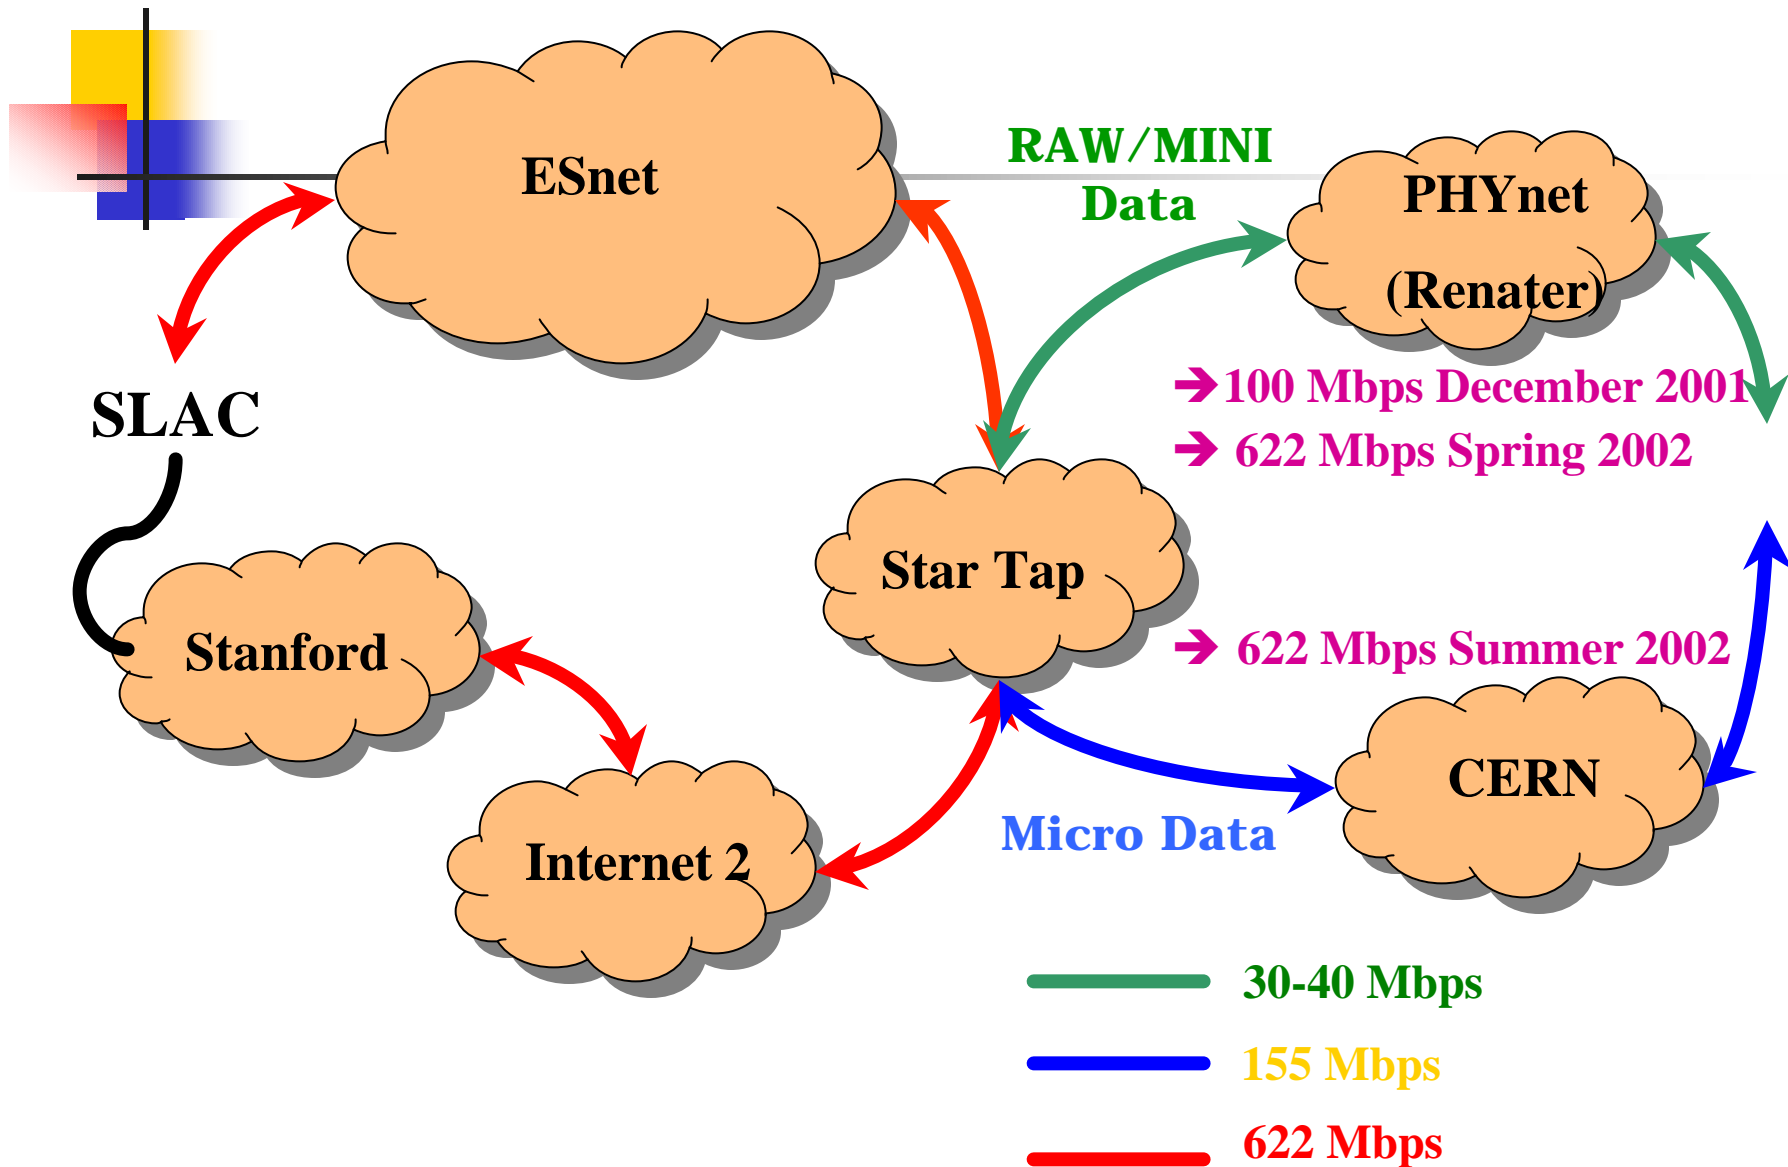 ESnet
RAW/MINI
Data
PHYnet
(Renater)
➔100 Mbps December 2001
➔ 622 Mbps Spring 2002
SLAC
Star Tap
Stanford
➔ 622 Mbps Summer 2002
CERN
Micro Data
Internet 2
30-40 Mbps
155 Mbps
622 Mbps